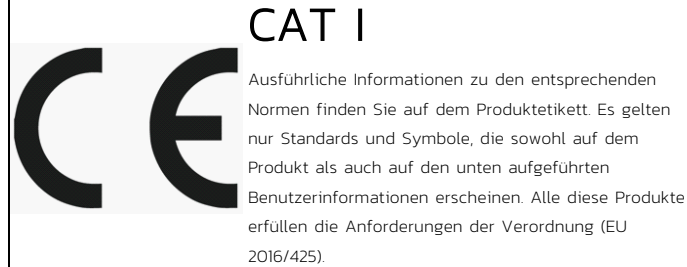 CE
CAT I
Ausführliche Informationen zu den entsprechenden
Normen finden Sie auf dem Produktetikett. Es gelten
nur Standards und Symbole, die sowohl auf dem
Produkt als auch auf den unten aufgeführten
Benutzerinformationen erscheinen. Alle diese Produkte
erfüllen die Anforderungen der Verordnung (EU
2016/425).